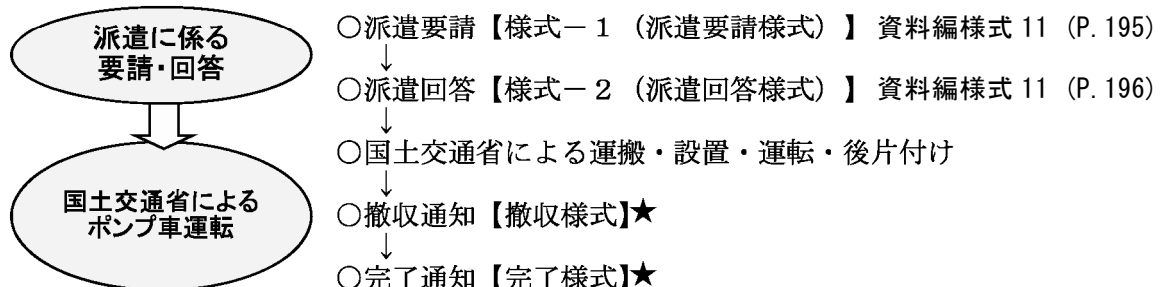 派遣に係る
要請・回答
国土交通省による
ポンプ車運転
○派遣要請【様式－1（派遣要請様式）】 資料編様式 11 (P.195)
↓
○派遣回答【様式－2（派遣回答様式）】 資料編様式 11 (P.196)
↓
○国土交通省による運搬・設置・運転・後片付け
↓
○撤収通知【撤収様式】★
↓
○完了通知【完了様式】★